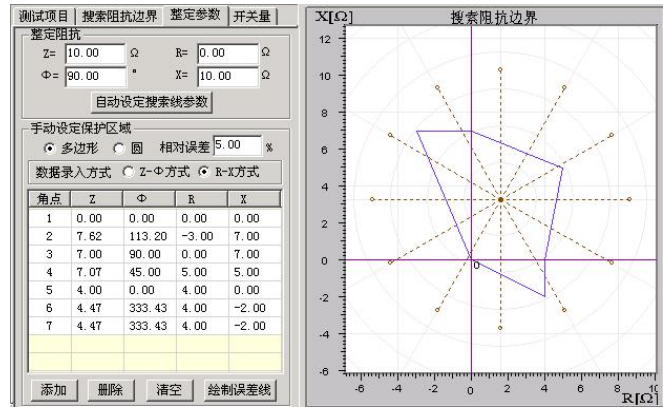 测试项目 搜索阻抗边界 整定参数 开关量
整定阻抗
Z= 10.00 Ω R= 0.00 Ω
Φ= 90.00 ° X= 10.00 Ω
自动设定搜索线参数
手动设定保护区域
多边形 圆 相对误差 5.00 %
数据录入方式 Z-Φ方式 R-X方式
角点 Z Φ R X
1 0.00 0.00 0.00 0.00
2 7.62 113.20 -3.00 7.00
3 7.00 90.00 0.00 7.00
4 7.07 45.00 5.00 5.00
5 4.00 0.00 4.00 0.00
6 4.47 333.43 4.00 -2.00
7 4.47 333.43 4.00 -2.00
添加 删除 清空 绘制误差线
X[Ω] 搜索阻抗边界
12
10
8
6
4
2
0
0
-2
-4
-6
-6 -4 -2 0 2 4 6 8 10
R[Ω]